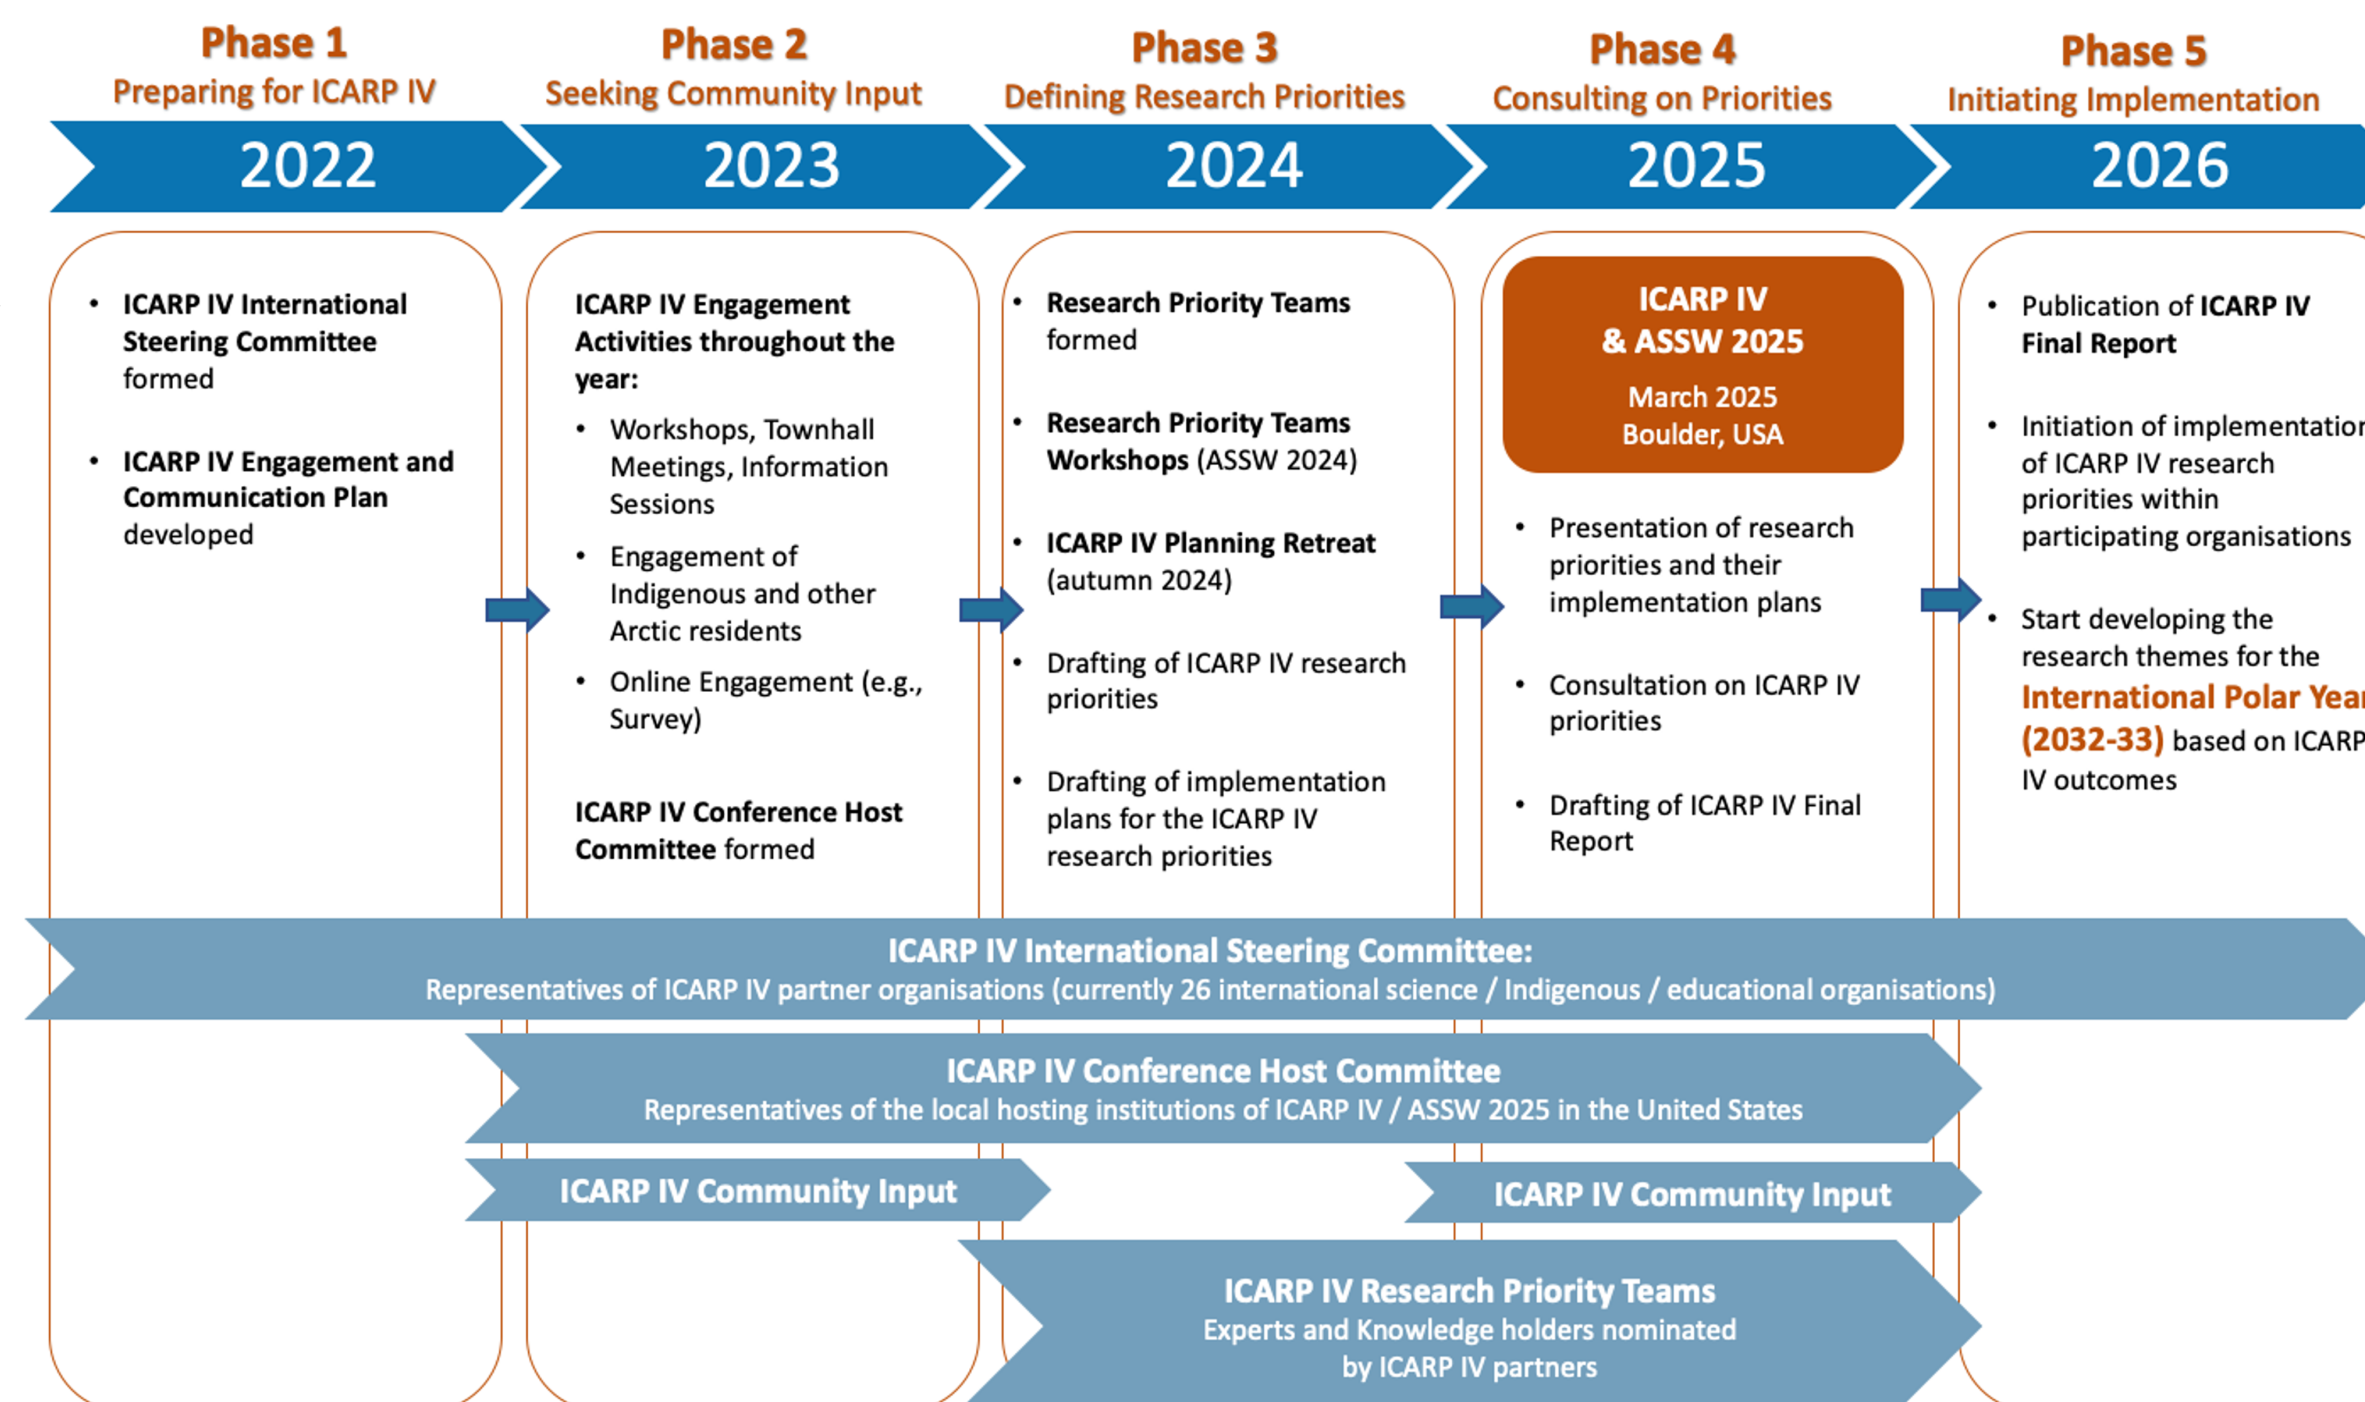 Phase 1
Preparing for ICARP IV
2022
• ICARP IV International
Steering Committee
formed
• ICARP IV Engagement and
Communication Plan
developed
Phase 2
Seeking Community Input
2023
ICARP IV Engagement
Activities throughout the
year:
• Workshops, Townhall
Meetings, Information
Sessions
• Engagement of
Indigenous and other
Arctic residents
• Online Engagement (e.g.,
Survey)
ICARP IV Conference Host
Committee formed
Phase 3
Defining Research Priorities
2024
• Research Priority Teams
formed
• Research Priority Teams
Workshops (ASSW 2024)
• ICARP IV Planning Retreat
(autumn 2024)
• Drafting of ICARP IV research
priorities
• Drafting of implementation
plans for the ICARP IV
research priorities
Phase 4
Consulting on Priorities
2025
ICARP IV
& ASSW 2025
March 2025
Boulder, USA
• Presentation of research
priorities and their
implementation plans
• Consultation on ICARP IV
priorities
• Drafting of ICARP IV Final
Report
Phase 5
Initiating Implementation
2026
• Publication of ICARP IV
Final Report
• Initiation of implementation
of ICARP IV research
priorities within
participating organisations
• Start developing the
research themes for the
International Polar Year
(2032-33) based on ICARP
IV outcomes
ICARP IV International Steering Committee:
Representatives of ICARP IV partner organisations (currently 26 international science / Indigenous / educational organisations)
ICARP IV Conference Host Committee
Representatives of the local hosting institutions of ICARP IV / ASSW 2025 in the United States
ICARP IV Community Input
ICARP IV Community Input
ICARP IV Research Priority Teams
Experts and Knowledge holders nominated
by ICARP IV partners